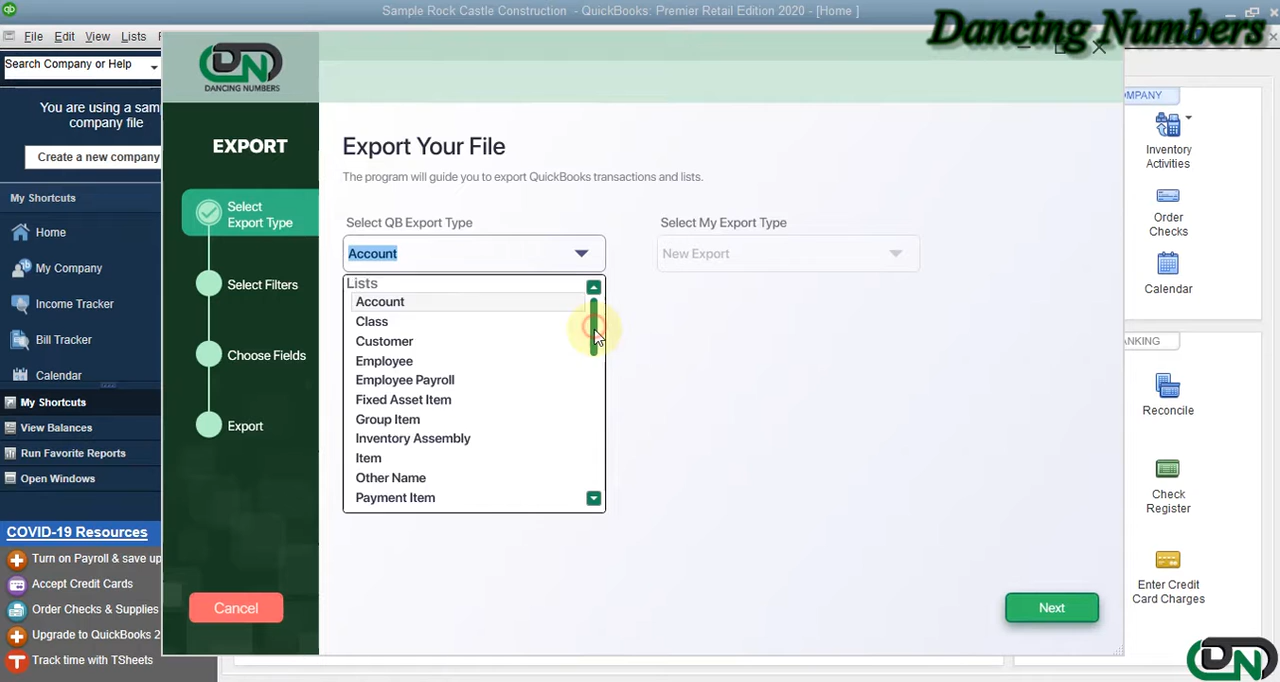 Sample Rock Castle Construction - QuickBooks: Premier Retail Edition 2020 - [Home ]
Dancing Numbers
File Edit View Lists
Search Company or Help
You are using a sam
company file
Create a new company
My Shortcuts
Home
My Company
Income Tracker
Bill Tracker
Calendar
My Shortcuts
View Balances
Run Favorite Reports
Open Windows
COVID-19 Resources
Turn on Payroll & save up
Accept Credit Cards
Order Checks & Supplies
Upgrade to QuickBooks 2
Track time with TSheets
DN
DANCING NUMBERS
EXPORT
Select
Export Type
Select Filters
Choose Fields
Export
Cancel
Export Your File
The program will guide you to export QuickBooks transactions and lists.
Select QB Export Type
Select My Export Type
Account
New Export
Lists
Account
Class
Customer
Employee
Employee Payroll
Fixed Asset Item
Group Item
Inventory Assembly
Item
Other Name
Payment Item
Next
OMPANY
Inventory
Activities
Order
Checks
Calendar
ANKING
Reconcile
Check
Register
Enter Credit
Card Charges
DN